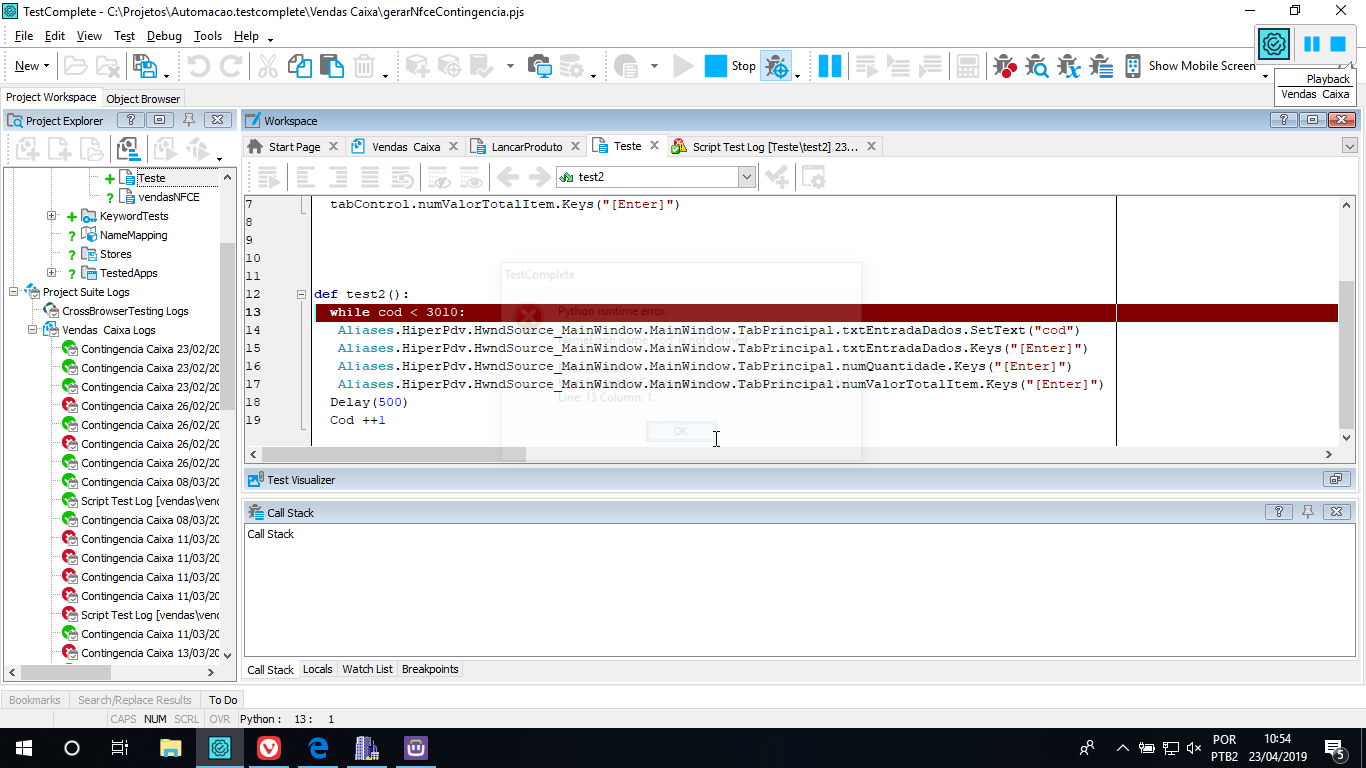 TestComplete - C:\Projetos\Automacao.testcomplete\Vendas Caixa\gerarNfceContingencia.pjs
File Edit View Test Debug Tools Help
New Stop Show Mobile Screen
Playback
Vendas Caixa
Project Workspace Object Browser
Project Explorer
Workspace
Start Page Vendas Caixa LancarProduto Teste Script Test Log [Teste\test2] 23...
test2
Teste
vendasNFCE
KeywordTests
NameMapping
Stores
TestedApps
Project Suite Logs
CrossBrowserTesting Logs
Vendas Caixa Logs
Contingencia Caixa 23/02/20
Contingencia Caixa 23/02/20
Contingencia Caixa 23/02/20
Contingencia Caixa 26/02/20
Contingencia Caixa 26/02/20
Contingencia Caixa 26/02/20
Contingencia Caixa 26/02/20
Contingencia Caixa 08/03/20
Script Test Log [vendas\vend
Contingencia Caixa 08/03/20
Contingencia Caixa 11/03/20
Contingencia Caixa 11/03/20
Contingencia Caixa 11/03/20
Contingencia Caixa 11/03/20
Script Test Log [vendas\vend
Contingencia Caixa 11/03/20
Contingencia Caixa 13/03/20
7 tabControl.numValorTotalItem.Keys("[Enter]")
8
9
10
11
12 def test2():
13 while cod < 3010:
14 Aliases.HiperPdv.HwndSource_MainWindow.MainWindow.TabPrincipal.txtEntradaDados.SetText("cod")
15 Aliases.HiperPdv.HwndSource_MainWindow.MainWindow.TabPrincipal.txtEntradaDados.Keys("[Enter]")
16 Aliases.HiperPdv.HwndSource_MainWindow.MainWindow.TabPrincipal.numQuantidade.Keys("[Enter]")
17 Aliases.HiperPdv.HwndSource_MainWindow.MainWindow.TabPrincipal.numValorTotalItem.Keys("[Enter]")
18 Delay(500)
19 Cod ++1
TestComplete
Python runtime error.
NameError: name 'cod' is not defined
Line: 13 Column: 1.
OK
Test Visualizer
Call Stack
Call Stack
Call Stack Locals Watch List Breakpoints
Bookmarks Search/Replace Results To Do
CAPS NUM SCRL OVR Python : 13 : 1
POR
PTB2
10:54
23/04/2019
5